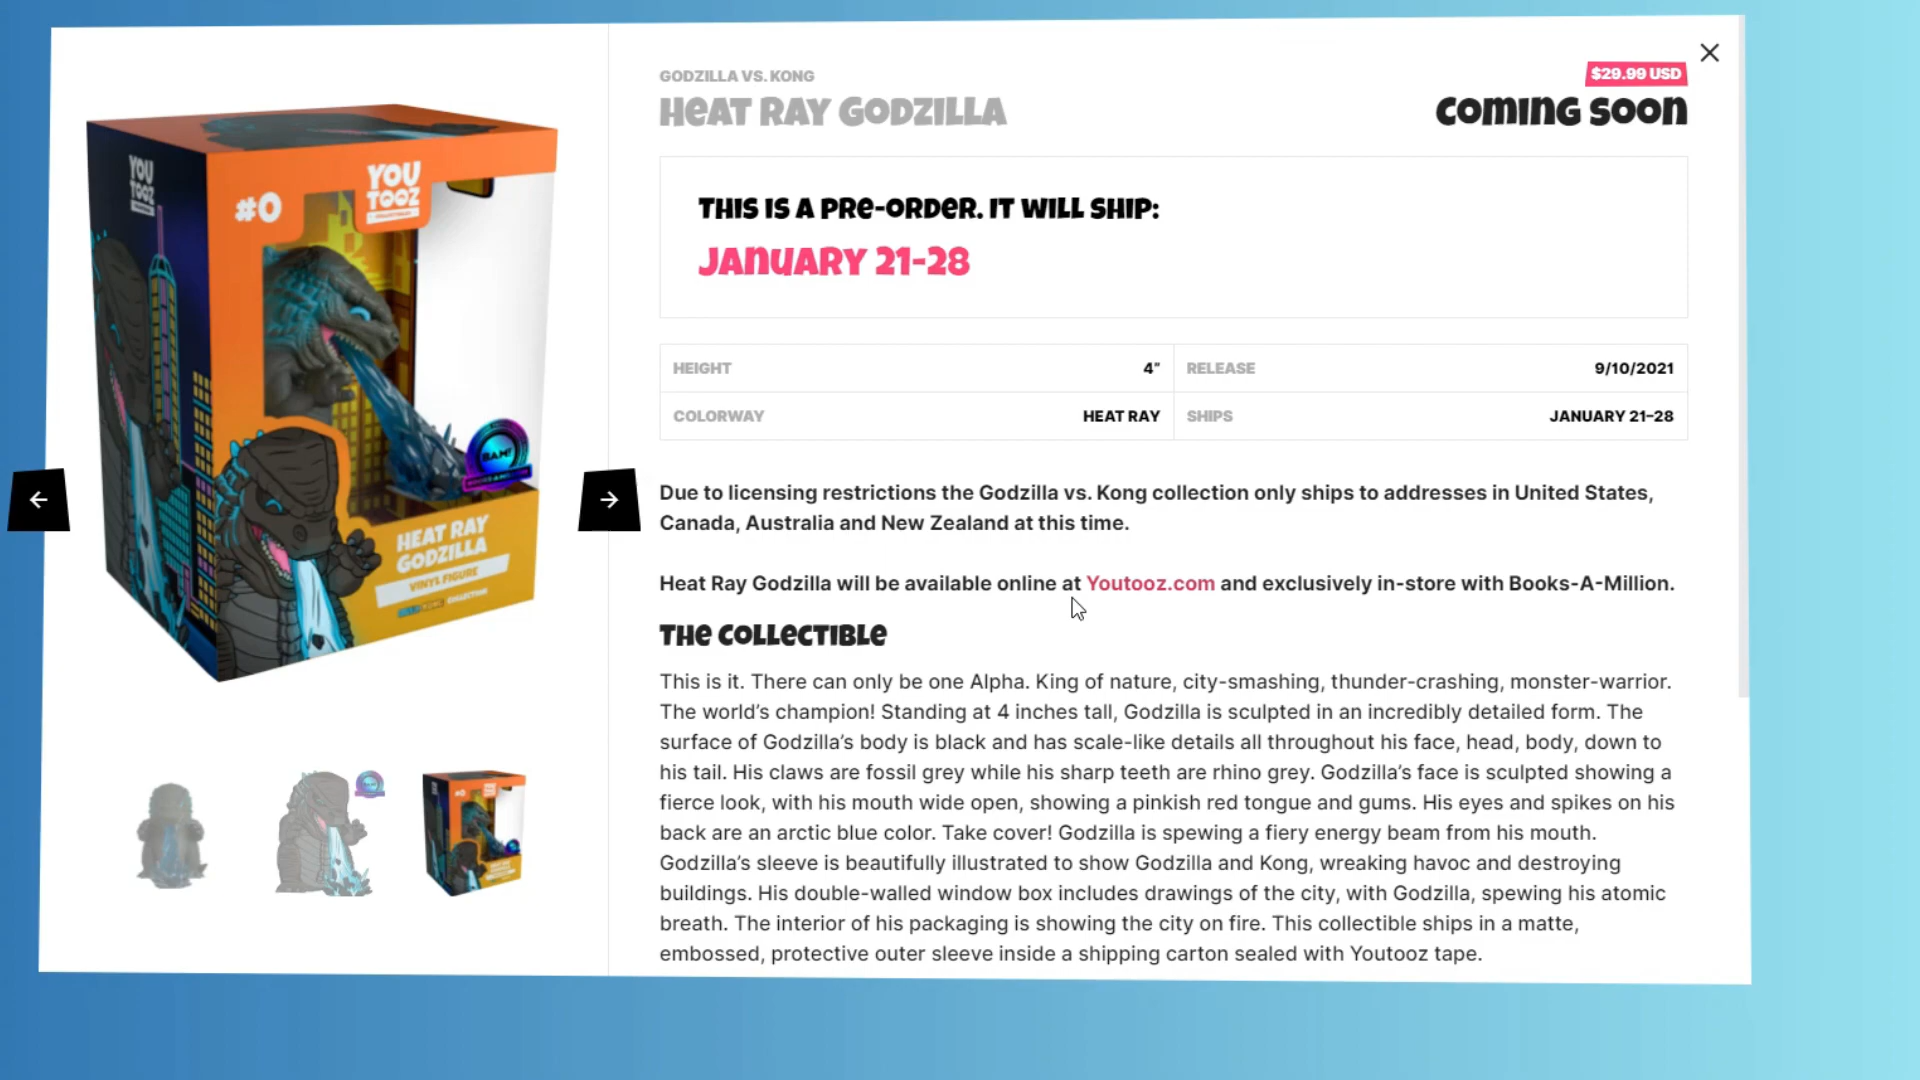 YOU
TOOZ
#0
YOU
TOOZ
COLLECTIBLES
BAM!
HEAT RAY
GODZILLA
VINYL FIGURE
COLLECTION
GODZILLA VS. KONG
HEAT RAY GODZILLA
$29.99 USD
COMING SOON
THIS IS A PRE-ORDER. IT WILL SHIP:
JANUARY 21-28
HEIGHT 4"
RELEASE 9/10/2021
COLORWAY HEAT RAY
SHIPS JANUARY 21-28
Due to licensing restrictions the Godzilla vs. Kong collection only ships to addresses in United States,
Canada, Australia and New Zealand at this time.
Heat Ray Godzilla will be available online at Youtooz.com and exclusively in-store with Books-A-Million.
THE COLLECTIBLE
This is it. There can only be one Alpha. King of nature, city-smashing, thunder-crashing, monster-warrior.
The world's champion! Standing at 4 inches tall, Godzilla is sculpted in an incredibly detailed form. The
surface of Godzilla's body is black and has scale-like details all throughout his face, head, body, down to
his tail. His claws are fossil grey while his sharp teeth are rhino grey. Godzilla's face is sculpted showing a
fierce look, with his mouth wide open, showing a pinkish red tongue and gums. His eyes and spikes on his
back are an arctic blue color. Take cover! Godzilla is spewing a fiery energy beam from his mouth.
Godzilla's sleeve is beautifully illustrated to show Godzilla and Kong, wreaking havoc and destroying
buildings. His double-walled window box includes drawings of the city, with Godzilla, spewing his atomic
breath. The interior of his packaging is showing the city on fire. This collectible ships in a matte,
embossed, protective outer sleeve inside a shipping carton sealed with Youtooz tape.